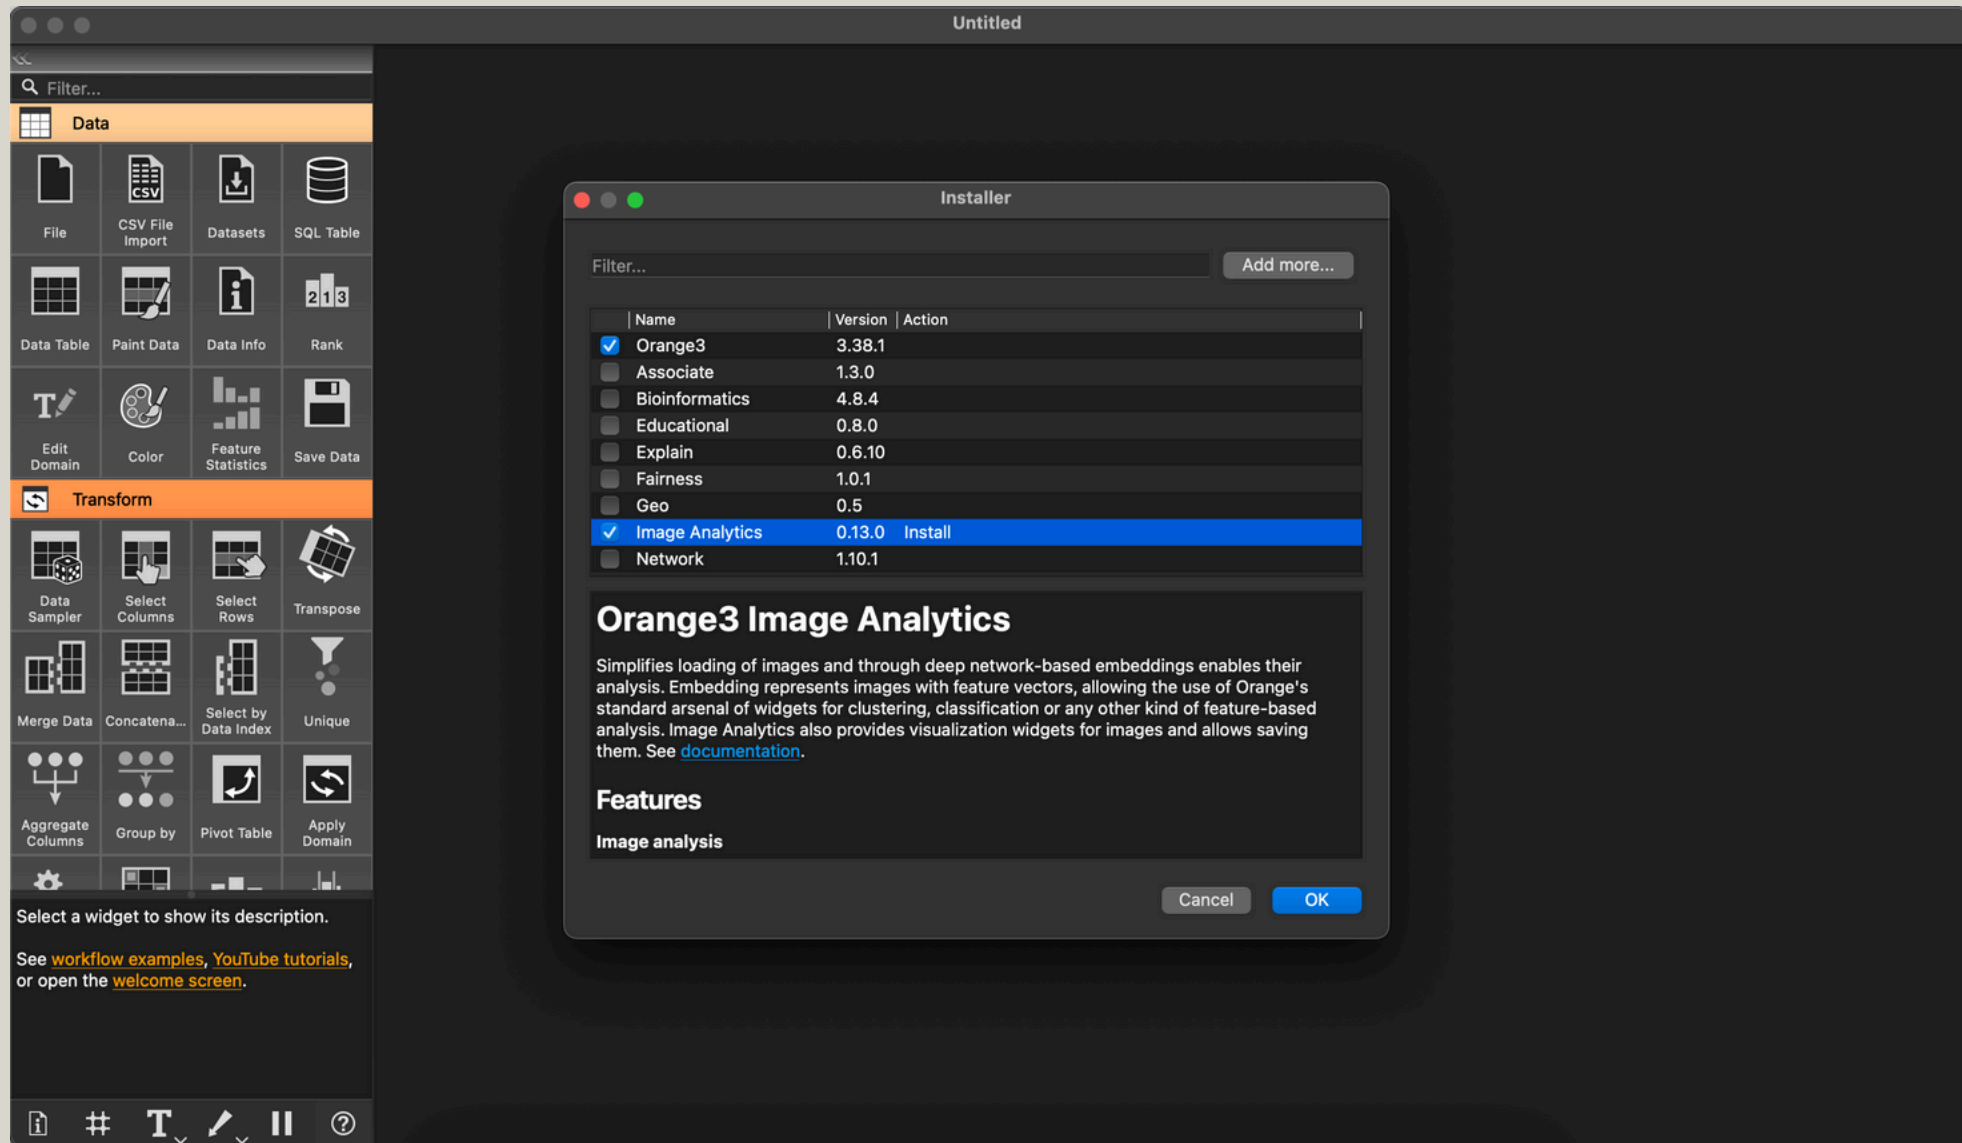 Untitled
Filter...
Data
File
CSV File
Import
Datasets
SQL Table
Data Table
Paint Data
Data Info
Rank
Edit
Domain
Color
Feature
Statistics
Save Data
Transform
Data
Sampler
Select
Columns
Select
Rows
Transpose
Merge Data
Concatena...
Select by
Data Index
Unique
Aggregate
Columns
Group by
Pivot Table
Apply
Domain
Select a widget to show its description.
See workflow examples, YouTube tutorials,
or open the welcome screen.
Installer
Filter...
Add more...
Name Version Action
Orange3 3.38.1
Associate 1.3.0
Bioinformatics 4.8.4
Educational 0.8.0
Explain 0.6.10
Fairness 1.0.1
Geo 0.5
Image Analytics 0.13.0 Install
Network 1.10.1
Orange3 Image Analytics
Simplifies loading of images and through deep network-based embeddings enables their
analysis. Embedding represents images with feature vectors, allowing the use of Orange's
standard arsenal of widgets for clustering, classification or any other kind of feature-based
analysis. Image Analytics also provides visualization widgets for images and allows saving
them. See documentation.
Features
Image analysis
Cancel
OK